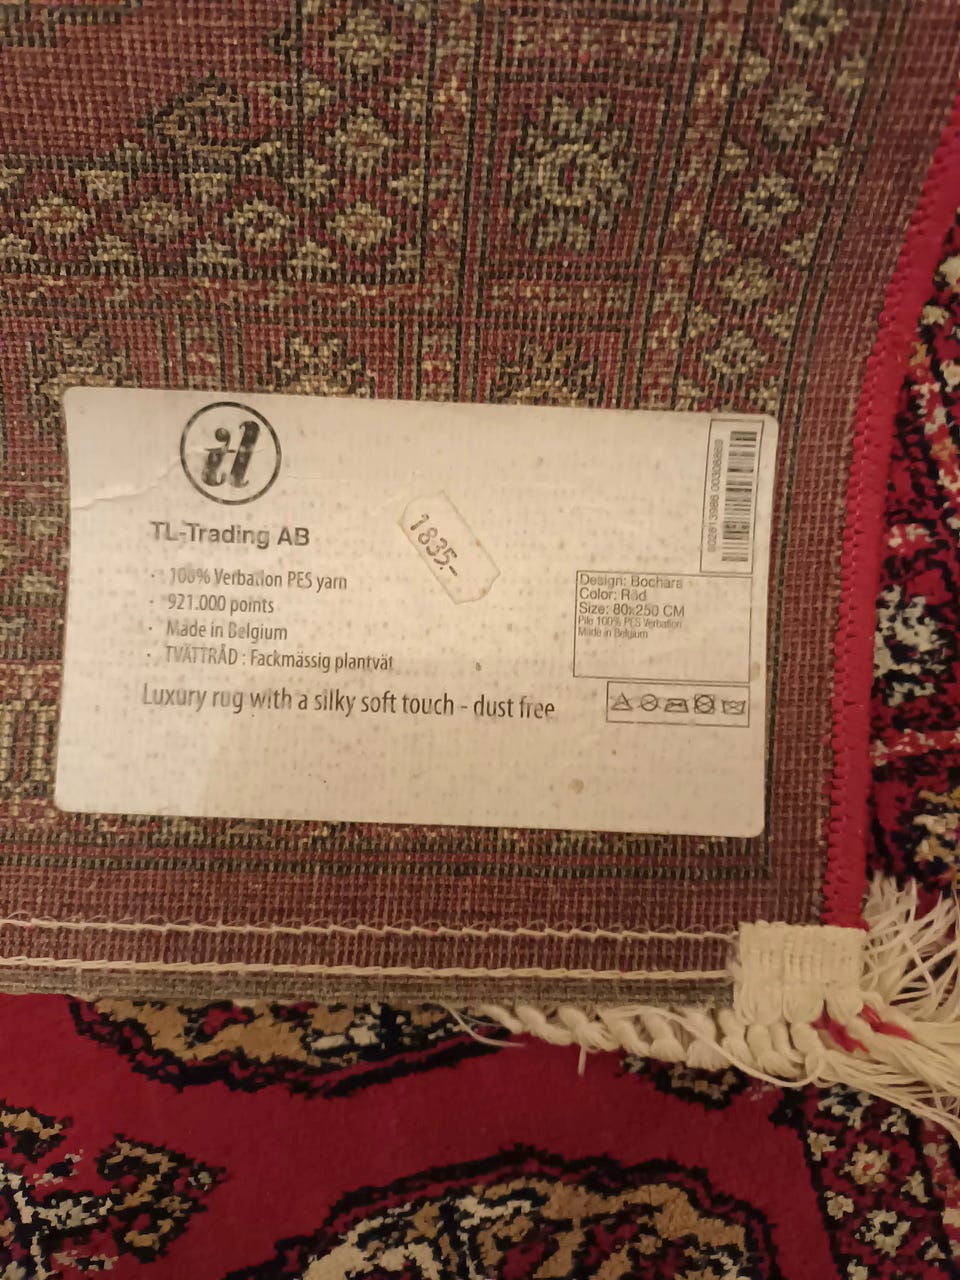 tl
TL-Trading AB
1835.-
· 100% Verbation PES yarn
· 921.000 points
· Made in Belgium
· TVÄTTRÅD : Fackmässig plantvät
Luxury rug with a silky soft touch - dust free
Design: Bochara
Color: Röd
Size: 80x250 CM
Pile 100% PES Verbation
Made in Belgium